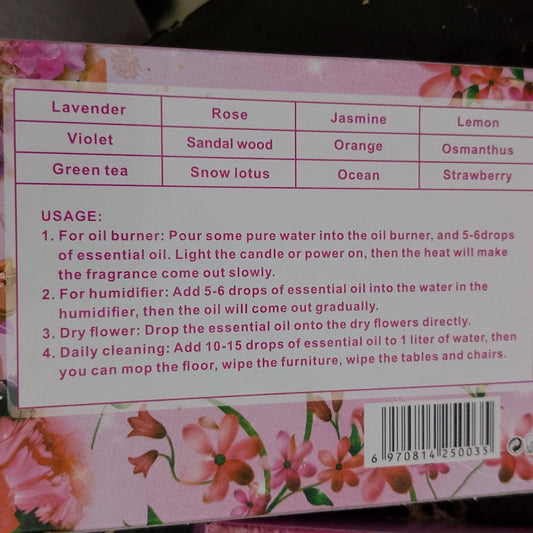 Lavender Rose Jasmine Lemon
Violet Sandal wood Orange Osmanthus
Green tea Snow lotus Ocean Strawberry
USAGE:
1. For oil burner: Pour some pure water into the oil burner, and 5-6drops
of essential oil. Light the candle or power on, then the heat will make
the fragrance come out slowly.
2. For humidifier: Add 5-6 drops of essential oil into the water in the
humidifier, then the oil will come out gradually.
3. Dry flower: Drop the essential oil onto the dry flowers directly.
4. Daily cleaning: Add 10-15 drops of essential oil to 1 liter of water, then
you can mop the floor, wipe the furniture, wipe the tables and chairs.
6 970814 250035